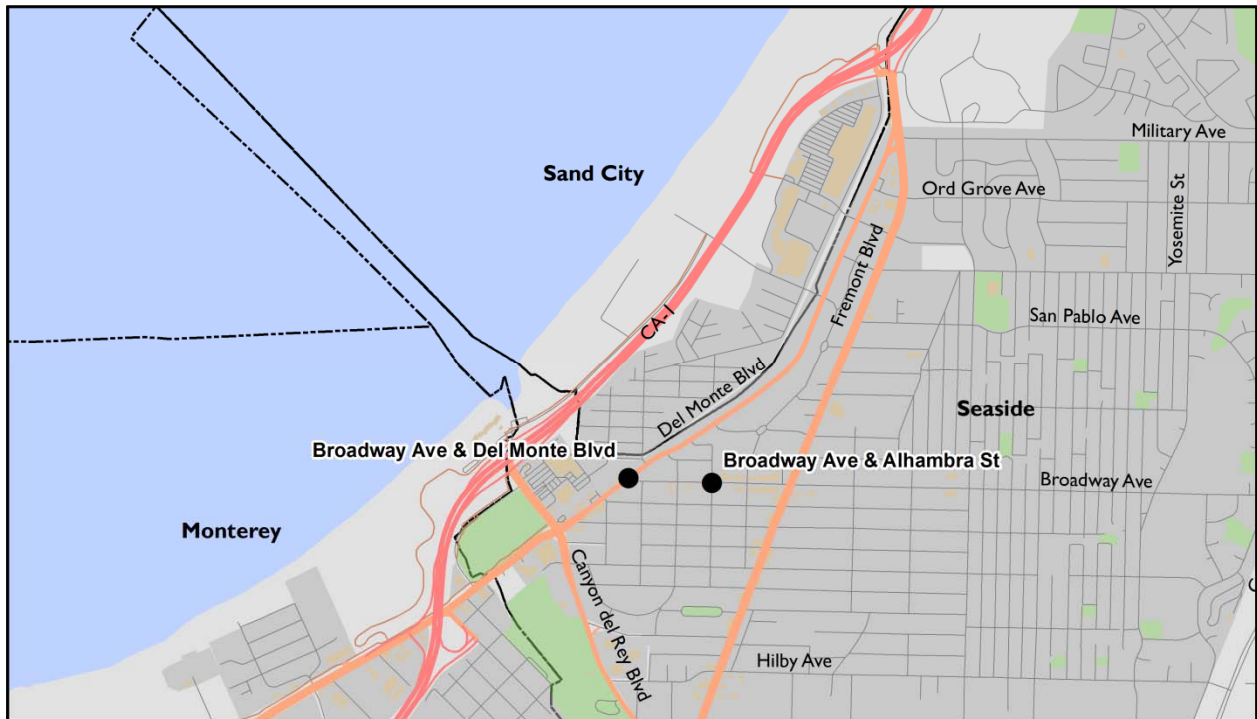 Military Ave
Sand City
Ord Grove Ave
Yosemite St
CA-1
Fremont Blvd
San Pablo Ave
Del Monte Blvd
Seaside
Broadway Ave & Del Monte Blvd
Broadway Ave & Alhambra St
Broadway Ave
Monterey
Canyon del Rey Blvd
Hilby Ave